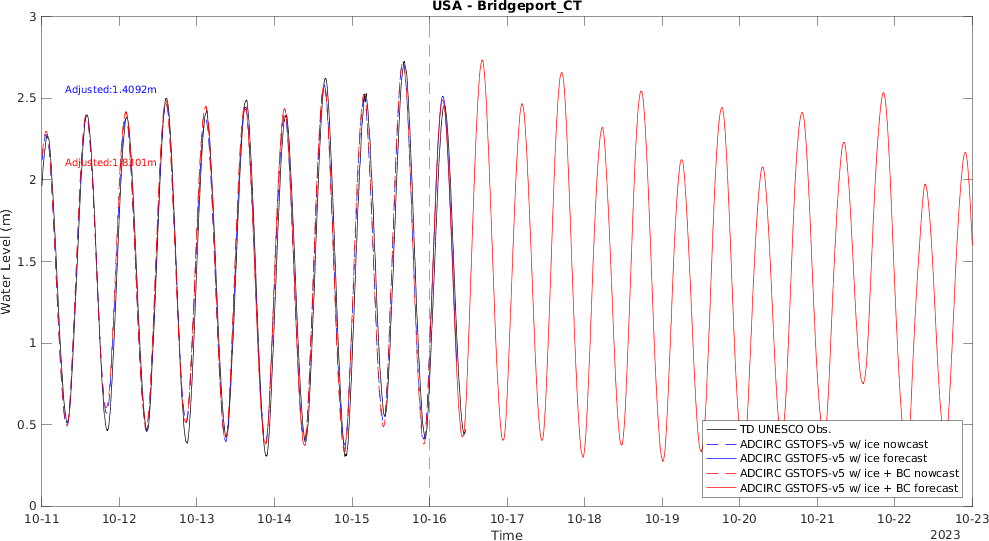 USA - Bridgeport_CT
3
2.5
2
1.5
1
0.5
0
Water Level (m)
Adjusted:1.4092m
Adjusted:1.8301m
TD UNESCO Obs.
ADCIRC GSTOFS-v5 w/ ice nowcast
ADCIRC GSTOFS-v5 w/ ice forecast
ADCIRC GSTOFS-v5 w/ ice + BC nowcast
ADCIRC GSTOFS-v5 w/ ice + BC forecast
10-11 10-12 10-13 10-14 10-15 10-16 10-17 10-18 10-19 10-20 10-21 10-22 10-23
Time
2023